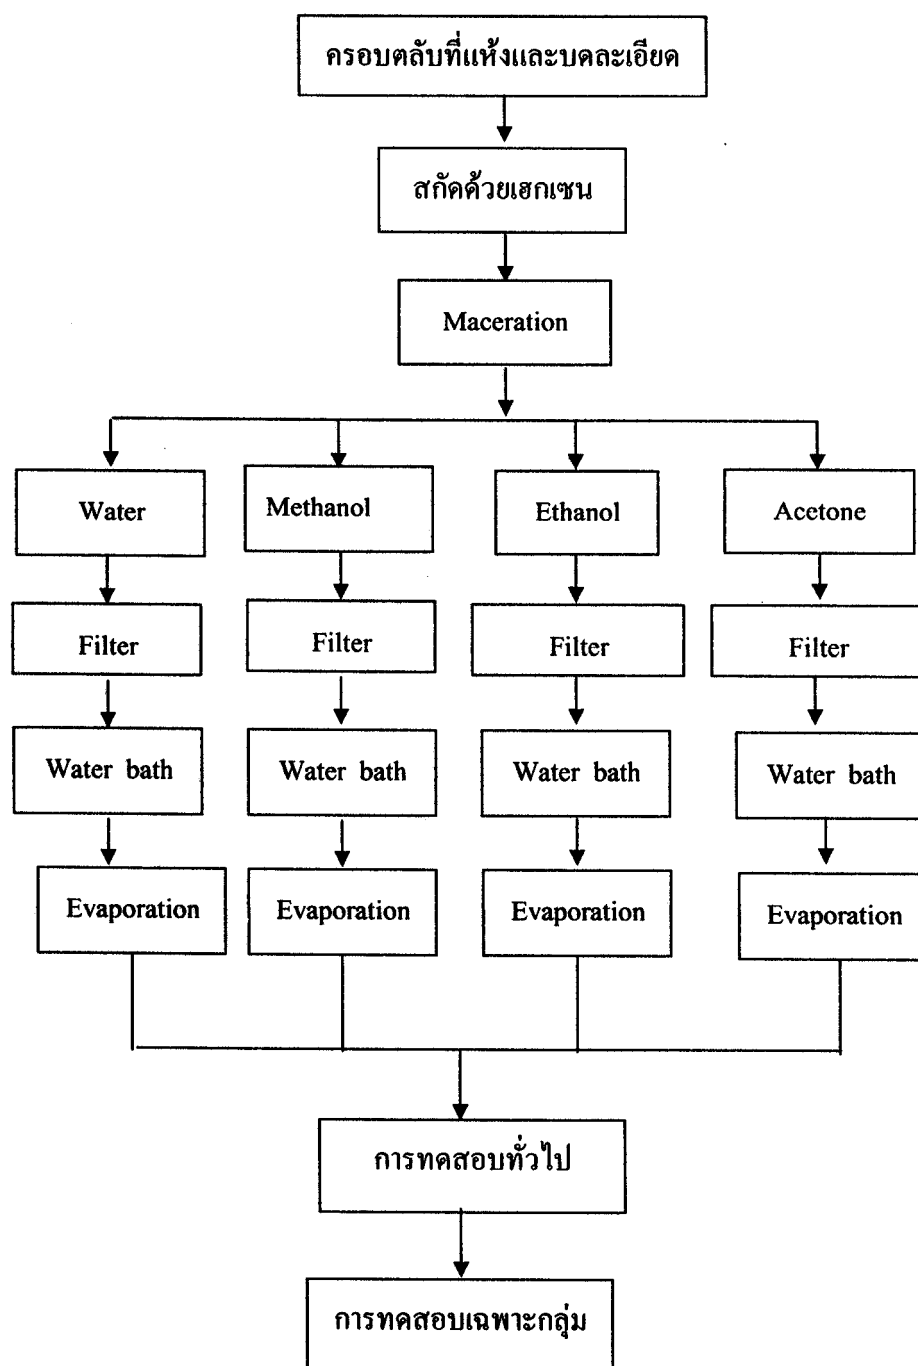 ครอบตลับที่แห้งและบดละเอียด
สกัดด้วยเฮกเซน
Maceration
Water
Methanol
Ethanol
Acetone
Filter
Filter
Filter
Filter
Water bath
Water bath
Water bath
Water bath
Evaporation
Evaporation
Evaporation
Evaporation
การทดสอบทั่วไป
การทดสอบเฉพาะกลุ่ม